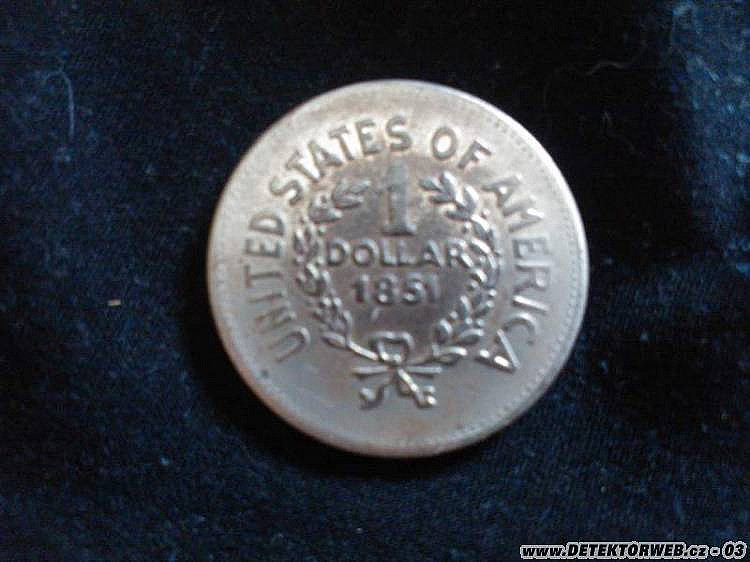 UNITED STATES OF AMERICA
1
DOLLAR
1851
www.DETEKTORWEB.cz - 03